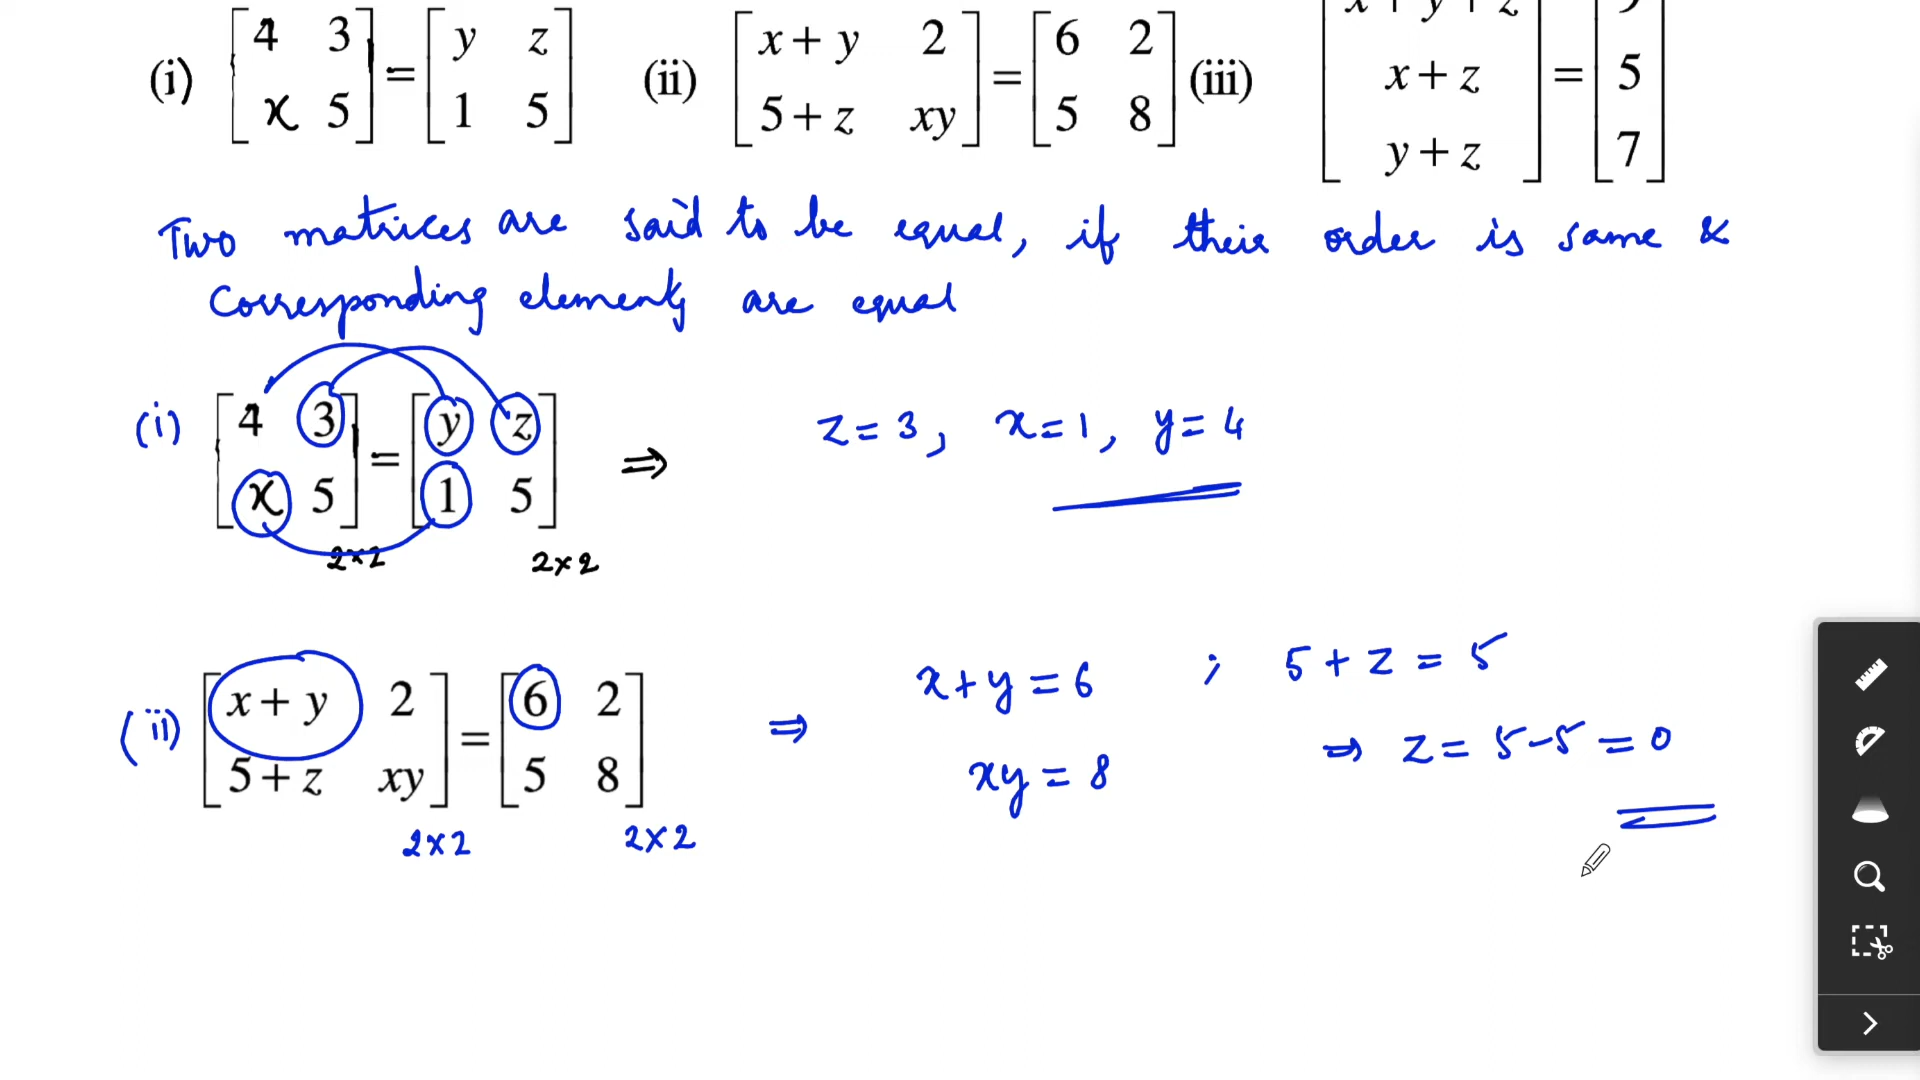 (i) [4 3 x 5] = [y z 1 5] (ii) [x + y 2 5 + z xy] = [6 2 5 8] (iii) [x + y + z x + z y + z] = [9 5 7]
Two matrices are said to be equal, if their order is same &
corresponding elements are equal
(i) [4 3 x 5] 2×2 = [y z 1 5] 2×2 ⇒ z = 3, x = 1, y = 4
(ii) [x + y 2 5 + z xy] 2×2 = [6 2 5 8] 2×2 ⇒ x + y = 6 ; 5 + z = 5
xy = 8 ⇒ z = 5 - 5 = 0